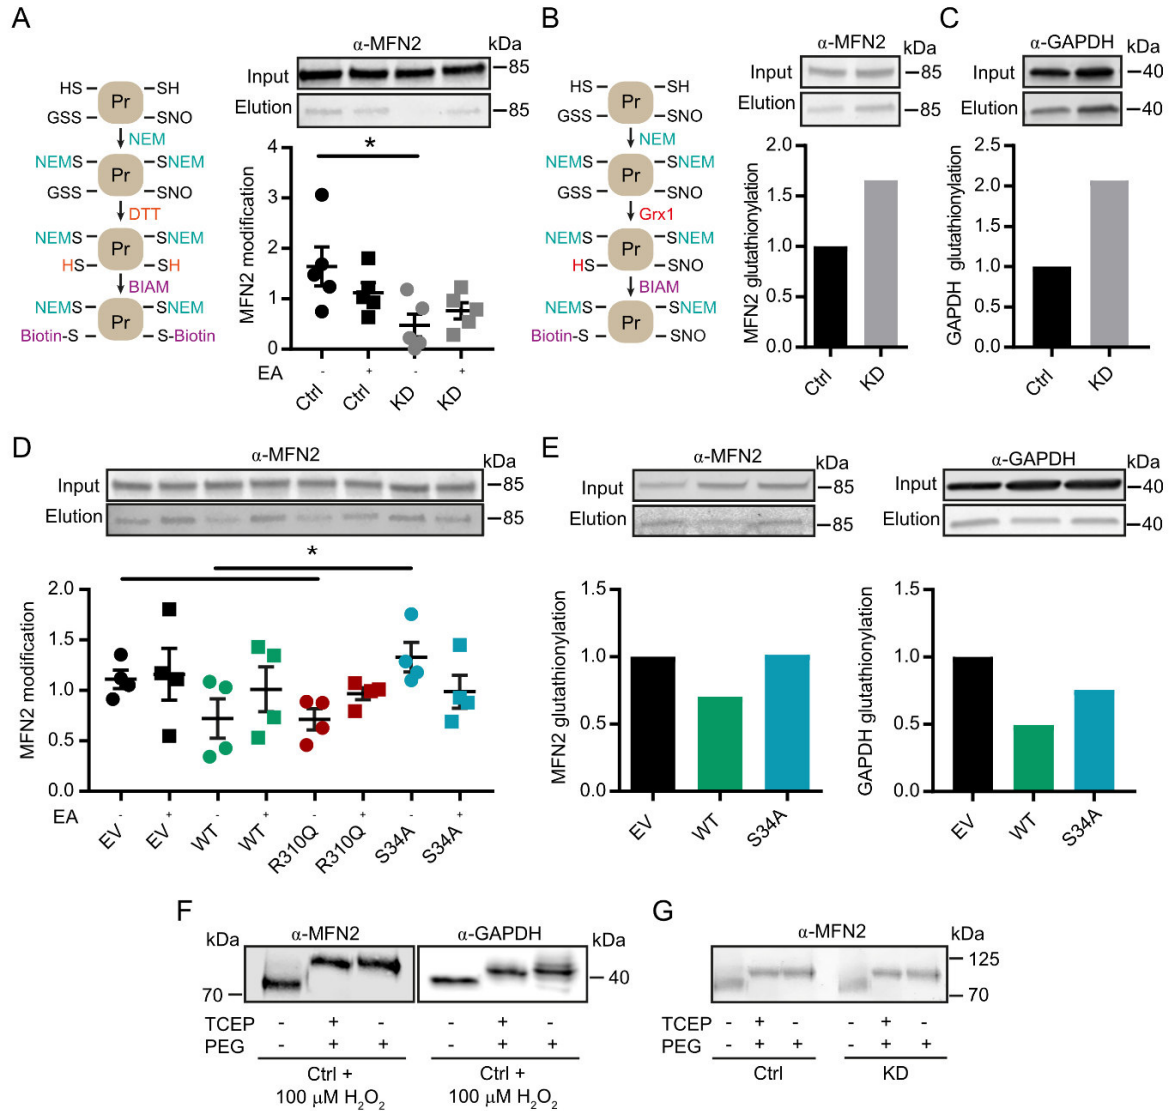 A
α-MFN2
kDa
Input
85
Elution
85
HS
Pr
SH
GSS
SNO
NEM
NEMS
Pr
SNEM
GSS
SNO
DTT
NEMS
Pr
SNEM
HS
SH
BIAM
NEMS
Pr
SNEM
Biotin-S
S-Biotin
MFN2 modification
4
3
2
1
0
*
EA
- + - +
Ctrl Ctrl KD KD
B
HS
Pr
SH
GSS
SNO
NEM
NEMS
Pr
SNEM
GSS
SNO
Grx1
NEMS
Pr
SNEM
HS
SNO
BIAM
NEMS
Pr
SNEM
Biotin-S
SNO
α-MFN2
kDa
Input
85
Elution
85
MFN2 glutathionylation
2.0
1.5
1.0
0.5
0.0
Ctrl KD
C
α-GAPDH
kDa
Input
40
Elution
40
GAPDH glutathionylation
2.5
2.0
1.5
1.0
0.5
0.0
Ctrl KD
D
α-MFN2
kDa
Input
85
Elution
85
*
MFN2 modification
2.0
1.5
1.0
0.5
0.0
EA
- + - + - + - +
EV EV WT WT R310Q R310Q S34A S34A
E
α-MFN2
kDa
Input
85
Elution
85
MFN2 glutathionylation
1.5
1.0
0.5
0.0
EV WT S34A
α-GAPDH
kDa
Input
40
Elution
40
GAPDH glutathionylation
1.5
1.0
0.5
0.0
EV WT S34A
F
kDa
α-MFN2
α-GAPDH
kDa
70
40
TCEP - + - - + -
PEG - + + - + +
Ctrl +
100 µM H₂O₂
Ctrl +
100 µM H₂O₂
G
α-MFN2
kDa
125
70
TCEP - + - - + -
PEG - + + - + +
Ctrl KD